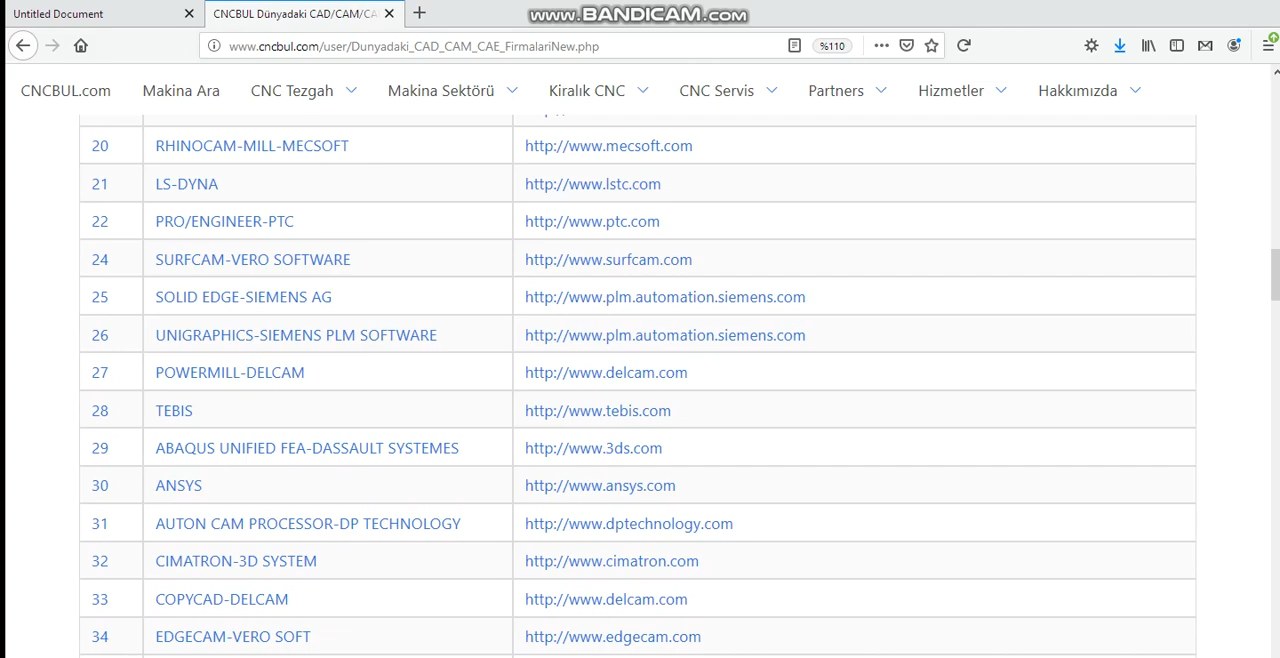 Untitled Document
CNCBUL Dünyadaki CAD/CAM/CA
www.BANDICAM.com
www.cncbul.com/user/Dunyadaki_CAD_CAM_CAE_FirmalariNew.php
%110
CNCBUL.com Makina Ara CNC Tezgah Makina Sektörü Kiralık CNC CNC Servis Partners Hizmetler Hakkımızda
20 RHINOCAM-MILL-MECSOFT http://www.mecsoft.com
21 LS-DYNA http://www.lstc.com
22 PRO/ENGINEER-PTC http://www.ptc.com
24 SURFCAM-VERO SOFTWARE http://www.surfcam.com
25 SOLID EDGE-SIEMENS AG http://www.plm.automation.siemens.com
26 UNIGRAPHICS-SIEMENS PLM SOFTWARE http://www.plm.automation.siemens.com
27 POWERMILL-DELCAM http://www.delcam.com
28 TEBIS http://www.tebis.com
29 ABAQUS UNIFIED FEA-DASSAULT SYSTEMES http://www.3ds.com
30 ANSYS http://www.ansys.com
31 AUTON CAM PROCESSOR-DP TECHNOLOGY http://www.dptechnology.com
32 CIMATRON-3D SYSTEM http://www.cimatron.com
33 COPYCAD-DELCAM http://www.delcam.com
34 EDGECAM-VERO SOFT http://www.edgecam.com